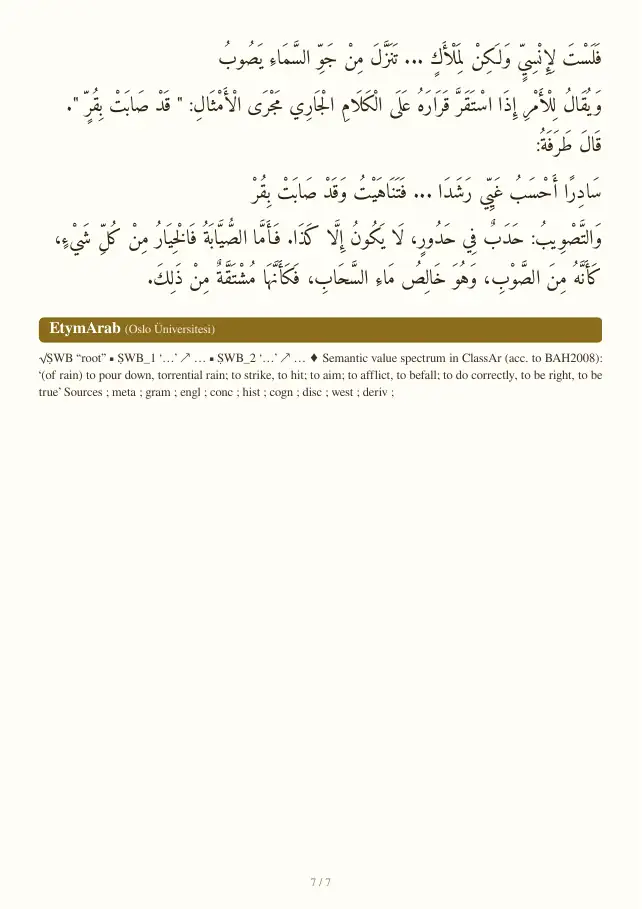 فَلَسْتَ لِإِنْسِيٍّ وَلَكِنْ لِمَلْأَكٍ ... تَنَزَّلَ مِنْ جَوِّ السَّمَاءِ يَصُوبُ
وَيُقَالُ لِلْأَمْرِ إِذَا اسْتَقَرَّ قَرَارَهُ عَلَى الْكَلَامِ الْجَارِي مَجْرَى الْأَمْثَالِ: " قَدْ صَابَتْ بِقُرٍّ ".
قَالَ طَرَفَةُ:
سَادِرًا أَحْسَبُ غَيِّي رَشَدَا ... فَتَنَاهَيْتُ وَقَدْ صَابَتْ بِقُرْ
وَالتَّصْوِيبُ: حَدَبٌ فِي حَدُورٍ، لَا يَكُونُ إِلَّا كَذَا. فَأَمَّا الصُّيَّابَةُ فَالْخِيَارُ مِنْ كُلِّ شَيْءٍ،
كَأَنَّهُ مِنَ الصَّوْبِ، وَهُوَ خَالِصُ مَاءِ السَّحَابِ، فَكَأَنَّهَا مُشْتَقَّةٌ مِنْ ذَلِكَ.
EtymArab (Oslo Üniversitesi)
√ṢWB “root” ▪ ṢWB_1 ‘…’ ↗ … ▪ ṢWB_2 ‘…’ ↗ … ♦ Semantic value spectrum in ClassAr (acc. to BAH2008):
‘(of rain) to pour down, torrential rain; to strike, to hit; to aim; to afflict, to befall; to do correctly, to be right, to be
true’ Sources ; meta ; gram ; engl ; conc ; hist ; cogn ; disc ; west ; deriv ;
7 / 7